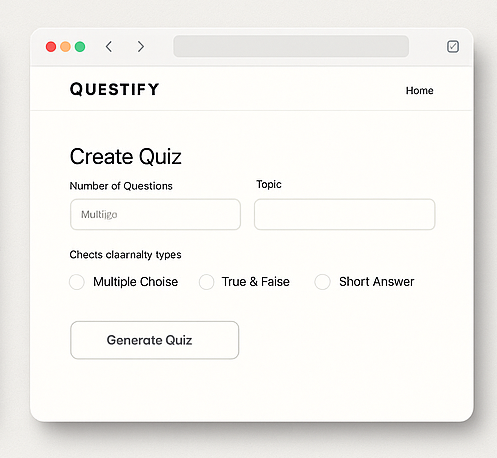 QUESTIFY
Home
Create Quiz
Number of Questions
Topic
Multijgo
Chects claarnalty types
Multiple Choise
True & Faise
Short Answer
Generate Quiz